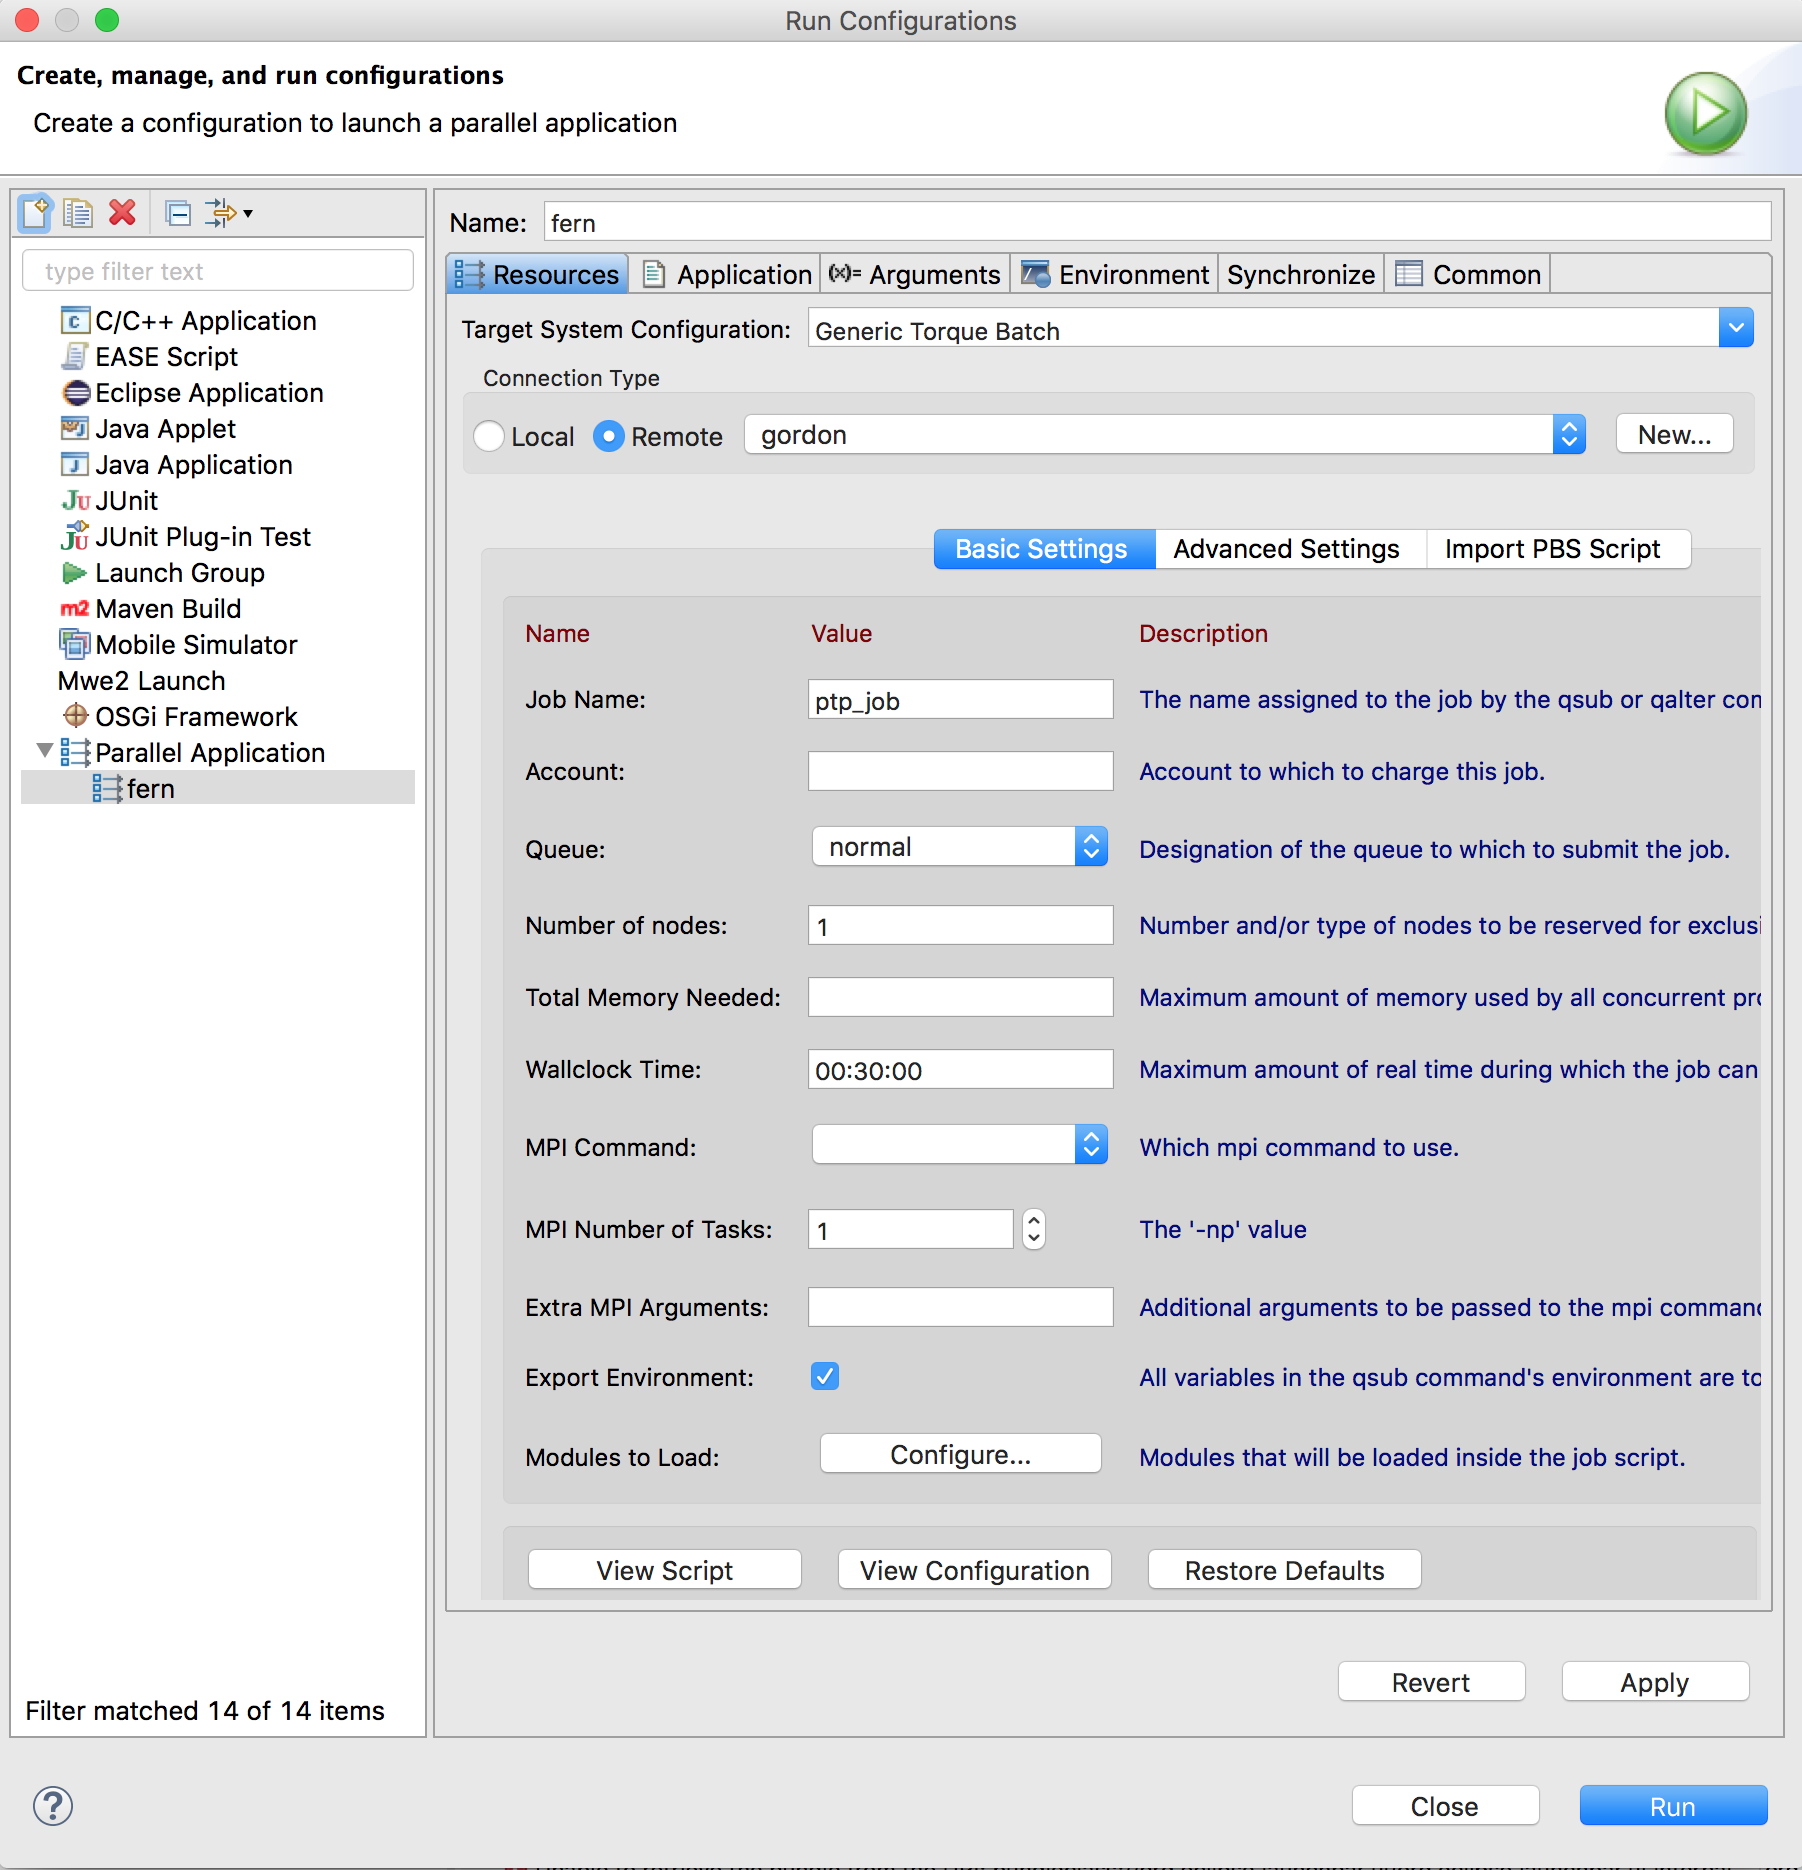 Run Configurations
Create, manage, and run configurations
Create a configuration to launch a parallel application
type filter text
C/C++ Application
EASE Script
Eclipse Application
Java Applet
Java Application
JUnit
JUnit Plug-in Test
Launch Group
Maven Build
Mobile Simulator
Mwe2 Launch
OSGi Framework
Parallel Application
fern
Filter matched 14 of 14 items
Name: fern
Resources Application Arguments Environment Synchronize Common
Target System Configuration: Generic Torque Batch
Connection Type
Local Remote gordon New...
Basic Settings Advanced Settings Import PBS Script
Name Value Description
Job Name: ptp_job The name assigned to the job by the qsub or qalter com
Account: Account to which to charge this job.
Queue: normal Designation of the queue to which to submit the job.
Number of nodes: 1 Number and/or type of nodes to be reserved for exclusi
Total Memory Needed: Maximum amount of memory used by all concurrent pro
Wallclock Time: 00:30:00 Maximum amount of real time during which the job can
MPI Command: Which mpi command to use.
MPI Number of Tasks: 1 The '-np' value
Extra MPI Arguments: Additional arguments to be passed to the mpi command
Export Environment: All variables in the qsub command's environment are to
Modules to Load: Configure... Modules that will be loaded inside the job script.
View Script View Configuration Restore Defaults
Revert Apply
Close Run